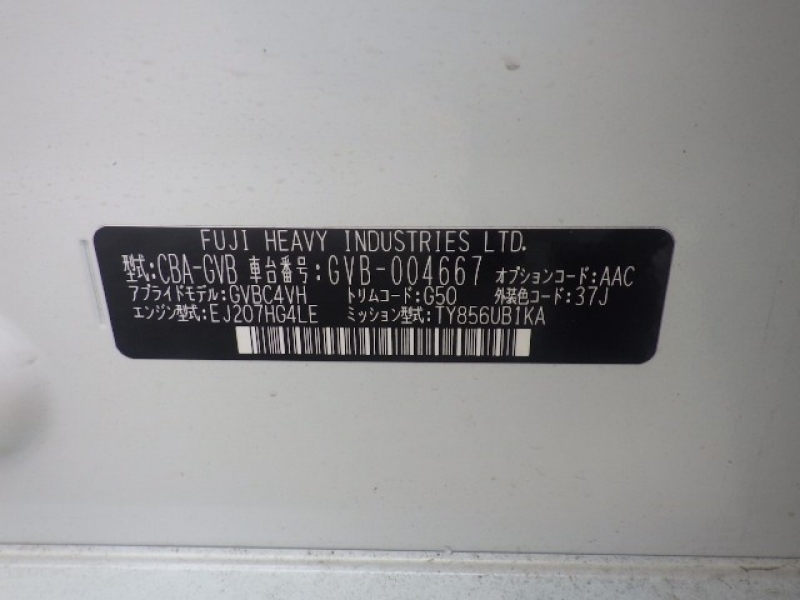 FUJI HEAVY INDUSTRIES LTD.
型式:CBA-GVB 車台番号:GVB-004667 オプションコード:AAC
アプライドモデル:GVBC4VH トリムコード:G50 外装色コード:37J
エンジン型式:EJ207HG4LE ミッション型式:TY856UB1KA